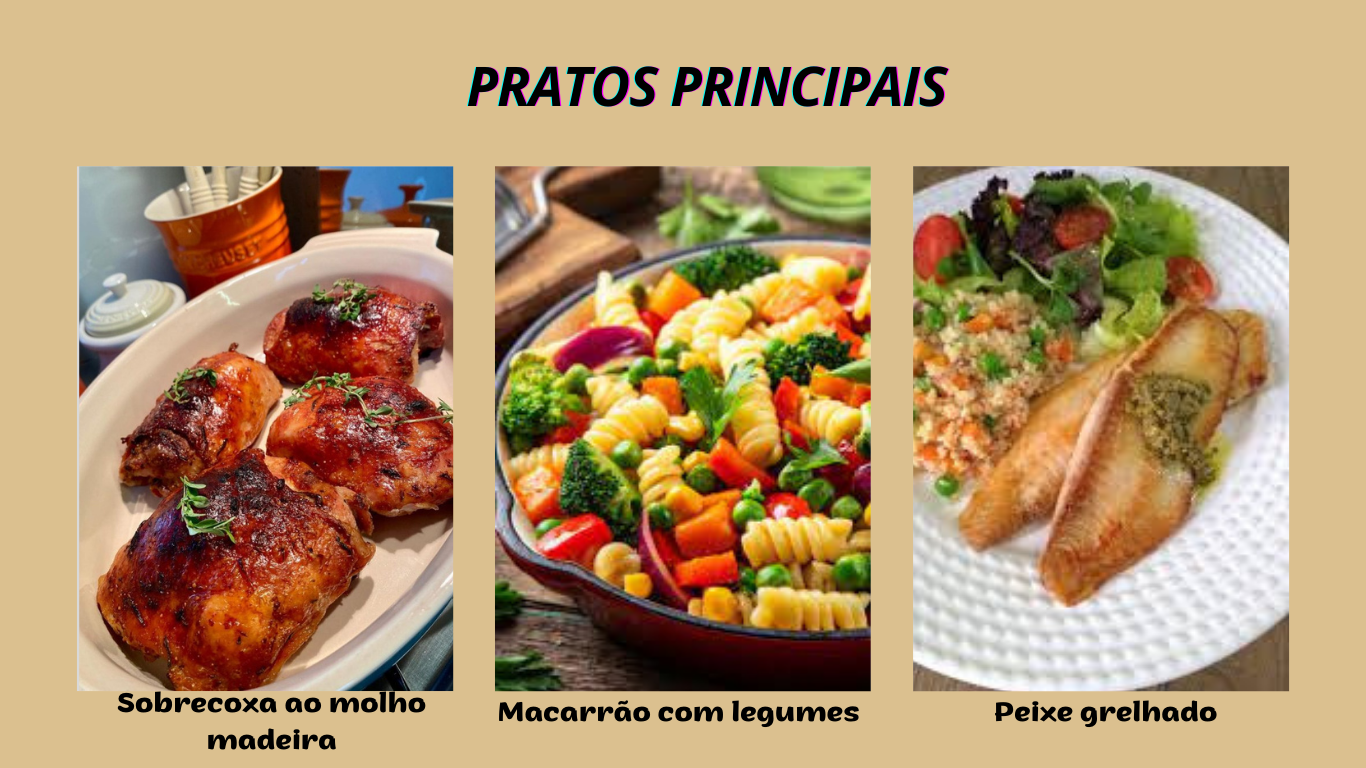 PRATOS PRINCIPAIS
Sobrecoxa ao molho
madeira
Macarrão com legumes
Peixe grelhado